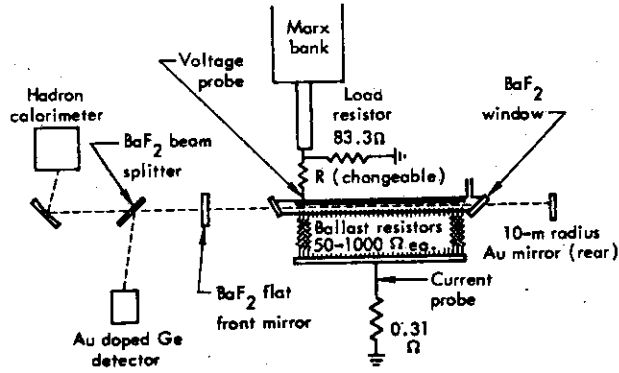 Marx
bank
Voltage
probe
Load
resistor
83.3Ω
BaF2
window
Hadron
calorimeter
BaF2 beam
splitter
R (changeable)
Ballast resistors
50-1000 Ω ea.
10-m radius
Au mirror (rear)
BaF2 flat
front mirror
Current
probe
0.31
Ω
Au doped Ge
detector